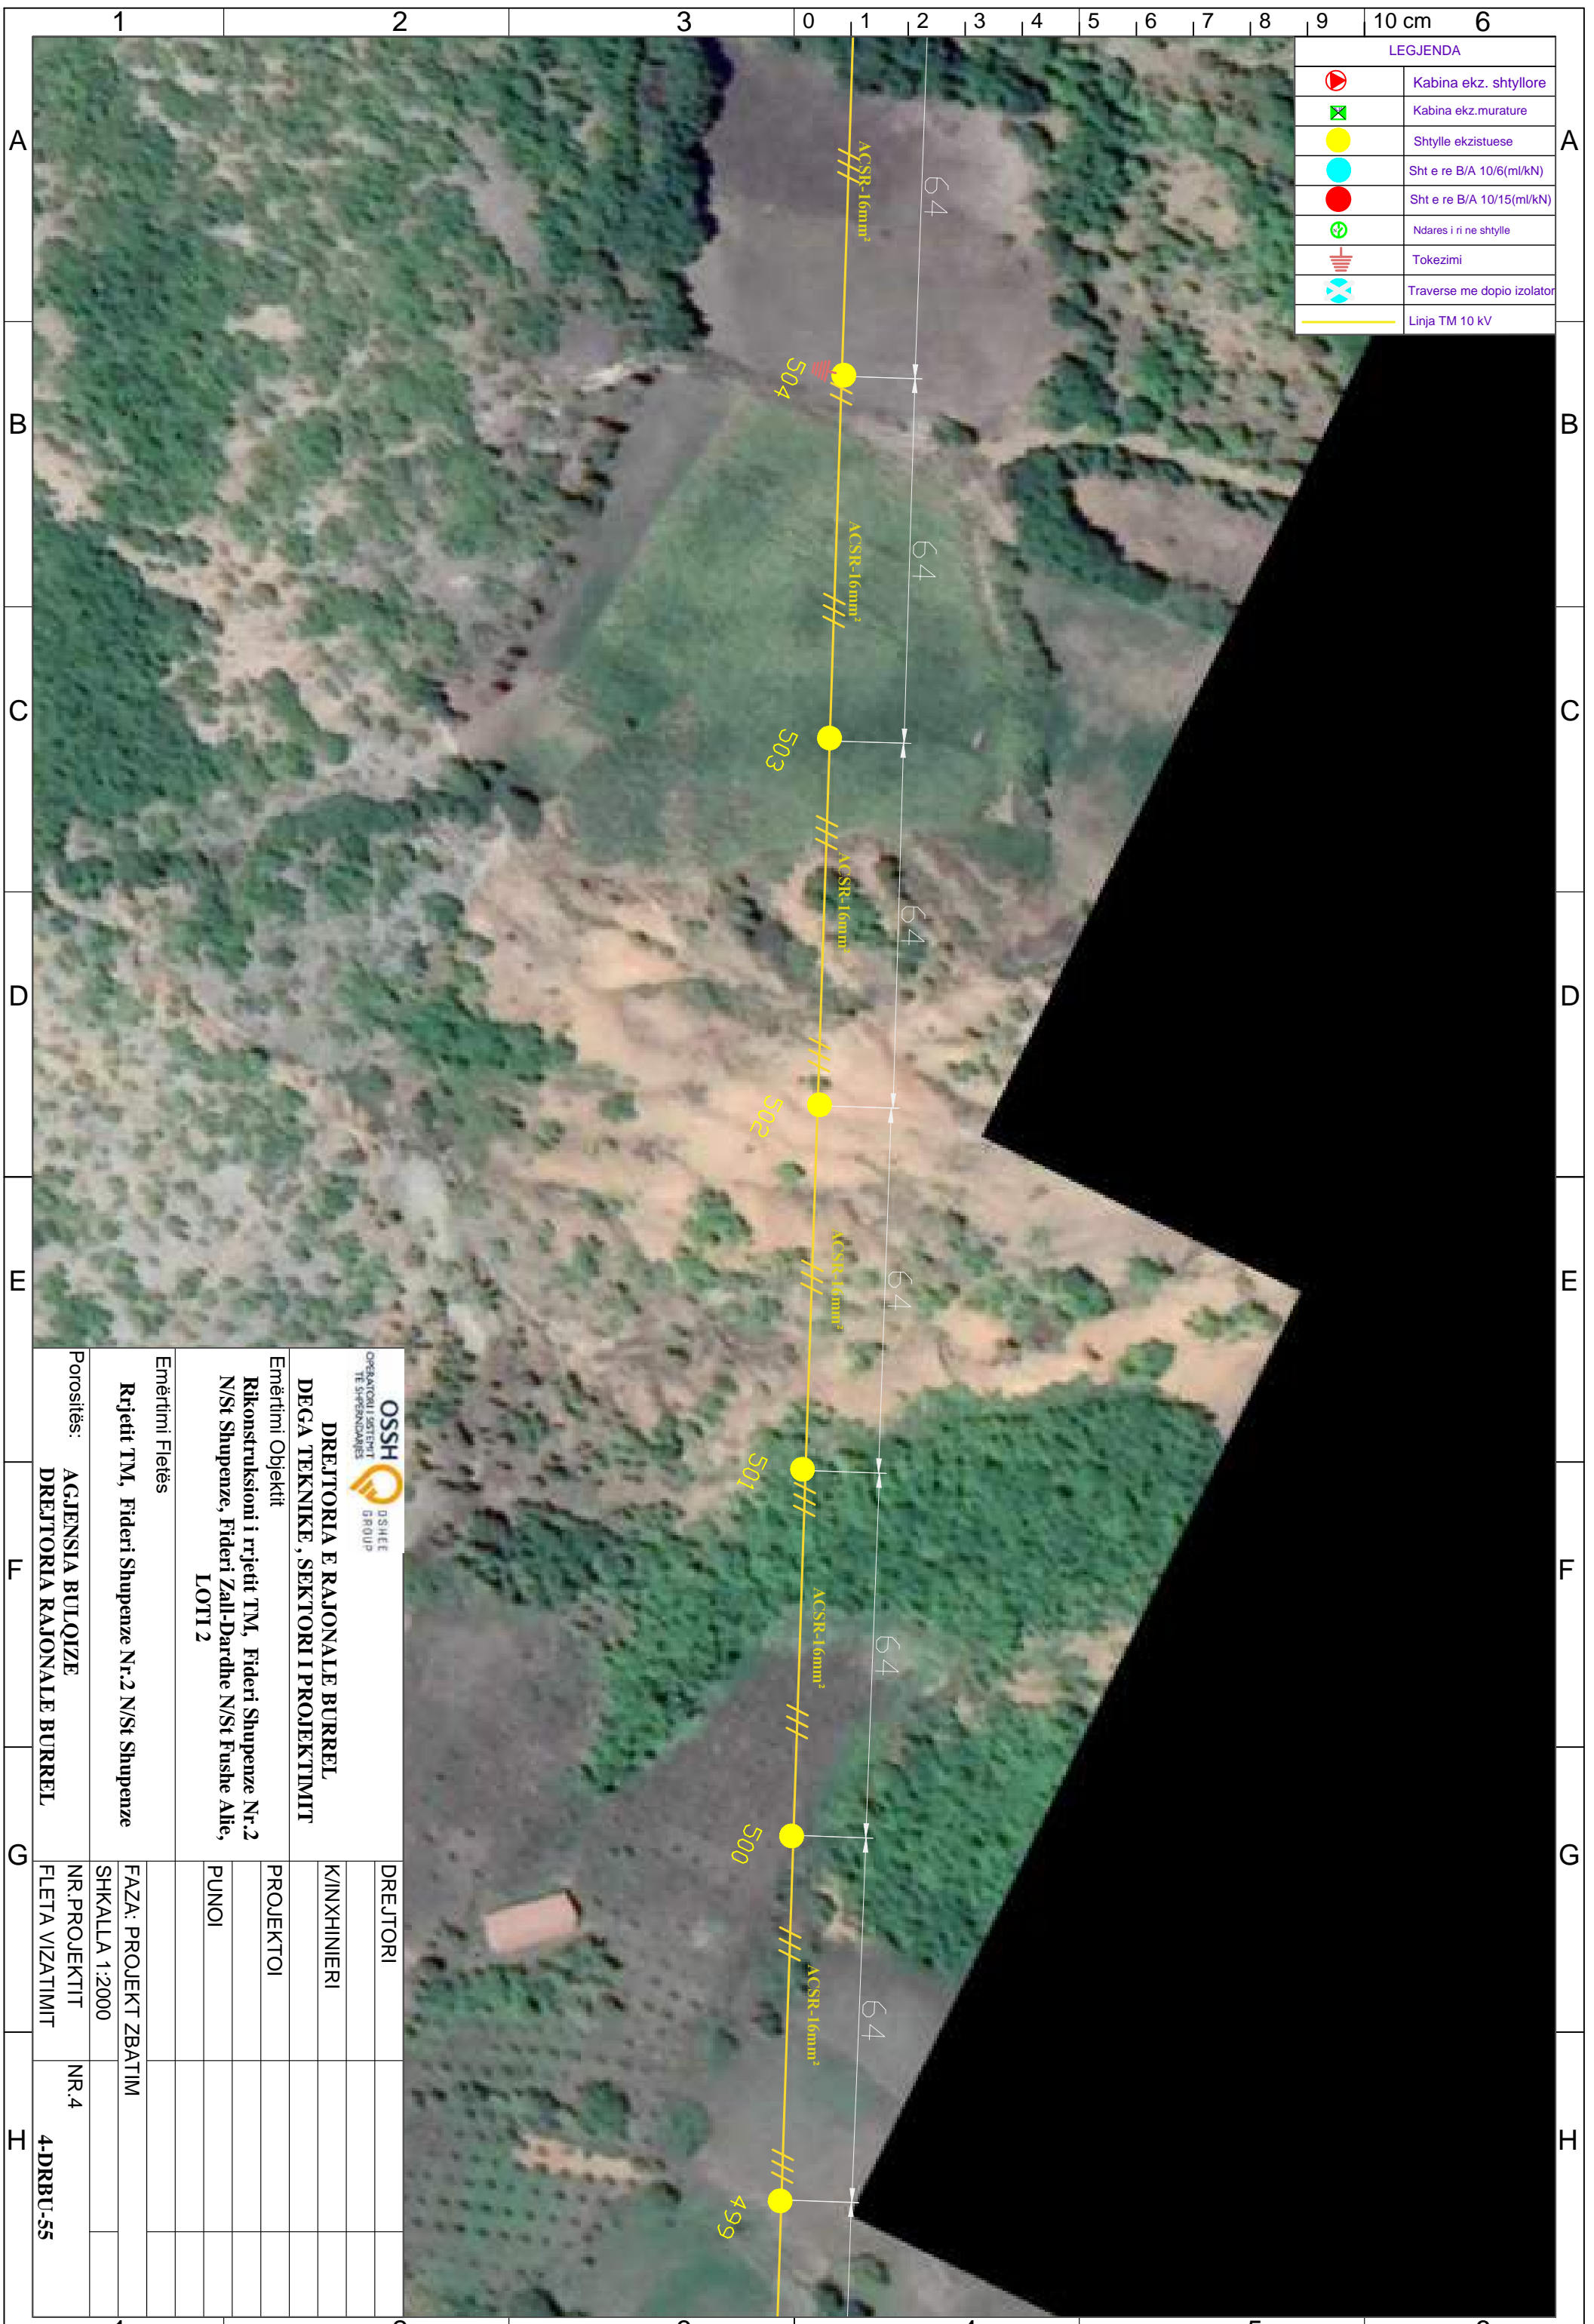 1 2 3 0 1 2 3 4 5 6 7 8 9 10 cm 6
LEGJENDA
Kabina ekz. shtyllore
Kabina ekz.murature
Shtylle ekzistuese
Sht e re B/A 10/6(ml/kN)
Sht e re B/A 10/15(ml/kN)
Ndares i ri ne shtylle
Tokezimi
Traverse me dopio izolator
Linja TM 10 kV
A A
ACSR-16mm²
64
504
B B
ACSR-16mm²
64
C C
503
ACSR-16mm²
64
D D
502
ACSR-16mm²
64
E E
501
F F
ACSR-16mm²
64
500
G G
ACSR-16mm²
64
H H
499
OSSH
OPERATORI I SISTEMIT
TË SHPËRNDARJES
OSHEE
GROUP
DREJTORIA E RAJONALE BURREL
DEGA TEKNIKE , SEKTORI I PROJEKTIMIT
Emërtimi Objektit
Rikonstruksioni i rrjetit TM, Fideri Shupenze Nr.2
N/St Shupenze, Fideri Zall-Dardhe N/St Fushe Alie,
LOTI 2
Emërtimi Fletës
Rrjetit TM, Fideri Shupenze Nr.2 N/St Shupenze
Porositës:
AGJENSIA BULQIZE
DREJTORIA RAJONALE BURREL
DREJTORI
K/INXHINIERI
PROJEKTOI
PUNOI
FAZA: PROJEKT ZBATIM
SHKALLA 1:2000
NR.PROJEKTIT NR.4
FLETA VIZATIMIT 4-DRBU-55